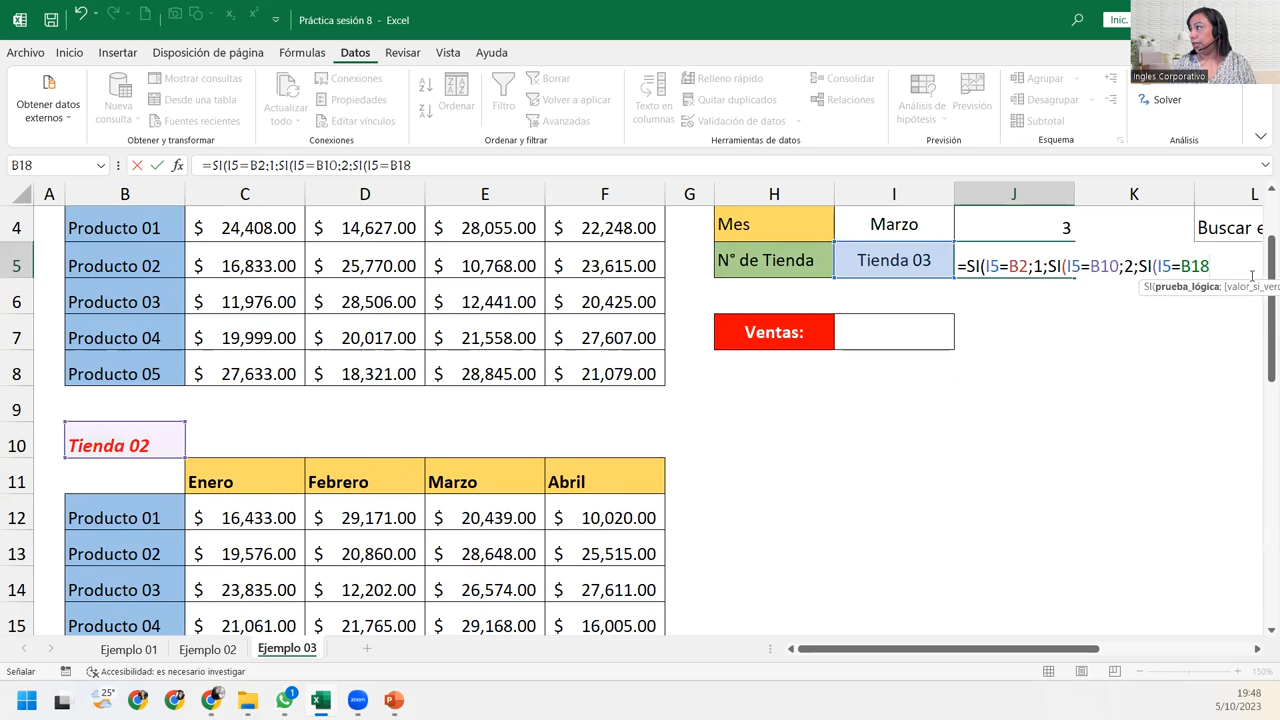 Práctica sesión 8 - Excel
Inic.
Archivo Inicio Insertar Disposición de página Fórmulas Datos Revisar Vista Ayuda
Ingles Corporativo
Obtener datos externos
Nueva consulta
Mostrar consultas
Desde una tabla
Fuentes recientes
Obtener y transformar
Actualizar todo
Conexiones
Propiedades
Editar vínculos
Conexiones
Ordenar
Filtro
Borrar
Volver a aplicar
Avanzadas
Ordenar y filtrar
Texto en columnas
Relleno rápido
Quitar duplicados
Validación de datos
Consolidar
Relaciones
Herramientas de datos
Análisis de hipótesis
Previsión
Previsión
Agrupar
Desagrupar
Subtotal
Esquema
Solver
Análisis
B18 fx =SI(I5=B2;1;SI(I5=B10;2;SI(I5=B18
A B C D E F G H I J K L
4 Producto 01 $ 24,408.00 $ 14,627.00 $ 28,055.00 $ 22,248.00 Mes Marzo 3 Buscar e
5 Producto 02 $ 16,833.00 $ 25,770.00 $ 10,768.00 $ 23,615.00 N° de Tienda Tienda 03 =SI(I5=B2;1;SI(I5=B10;2;SI(I5=B18
SI(prueba_lógica; [valor_si_verd
6 Producto 03 $ 11,976.00 $ 28,506.00 $ 12,441.00 $ 20,425.00
7 Producto 04 $ 19,999.00 $ 17,030.00 $ 21,558.00 $ 27,607.00 Ventas:
8 Producto 05 $ 27,633.00 $ 18,321.00 $ 28,845.00 $ 21,079.00
9
10 Tienda 02
11 Enero Febrero Marzo Abril
12 Producto 01 $ 16,433.00 $ 29,171.00 $ 20,439.00 $ 10,020.00
13 Producto 02 $ 19,576.00 $ 20,860.00 $ 28,648.00 $ 25,515.00
14 Producto 03 $ 23,835.00 $ 12,202.00 $ 26,574.00 $ 27,611.00
15 Producto 04 $ 21,061.00 $ 21,765.00 $ 29,168.00 $ 16,005.00
Ejemplo 01 Ejemplo 02 Ejemplo 03
Señalar Accesibilidad: es necesario investigar 150%
25° 1 zoom
19:48
5/10/2023